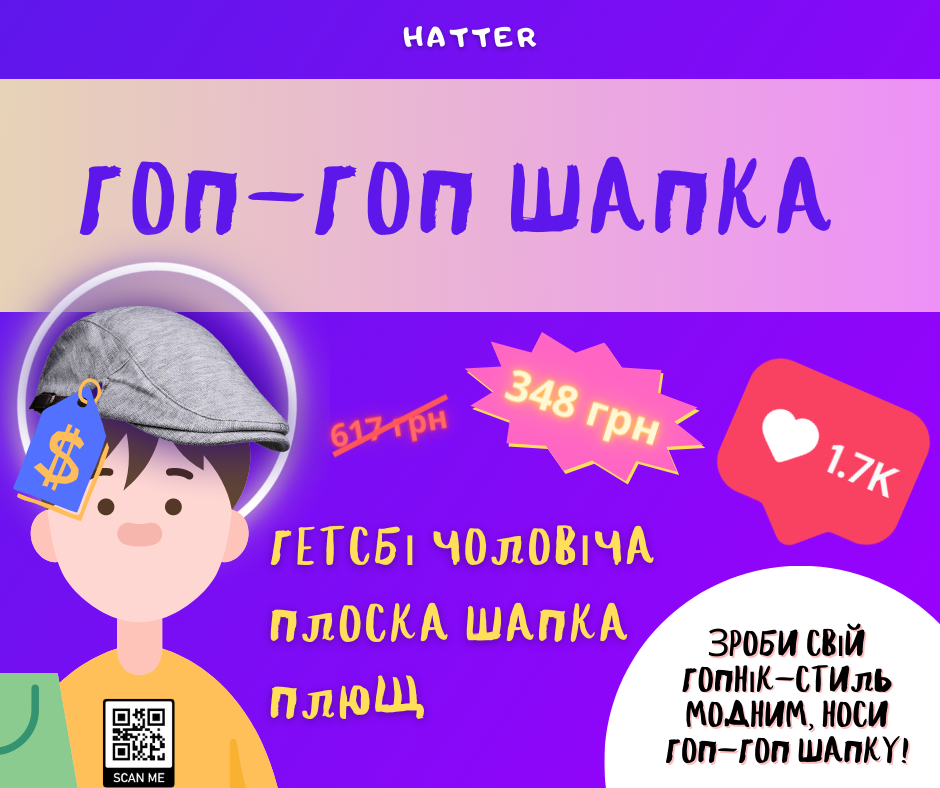 HATTER
ГОП-ГОП ШАПКА
617 грн
348 грн
1.7K
ГЕТСБІ ЧОЛОВІЧА
ПЛОСКА ШАПКА
ПЛЮЩ
ЗРОБИ СВІЙ
ГОПНІК-СТИЛЬ
МОДНИМ, НОСИ
ГОП-ГОП ШАПКУ!
$
SCAN ME